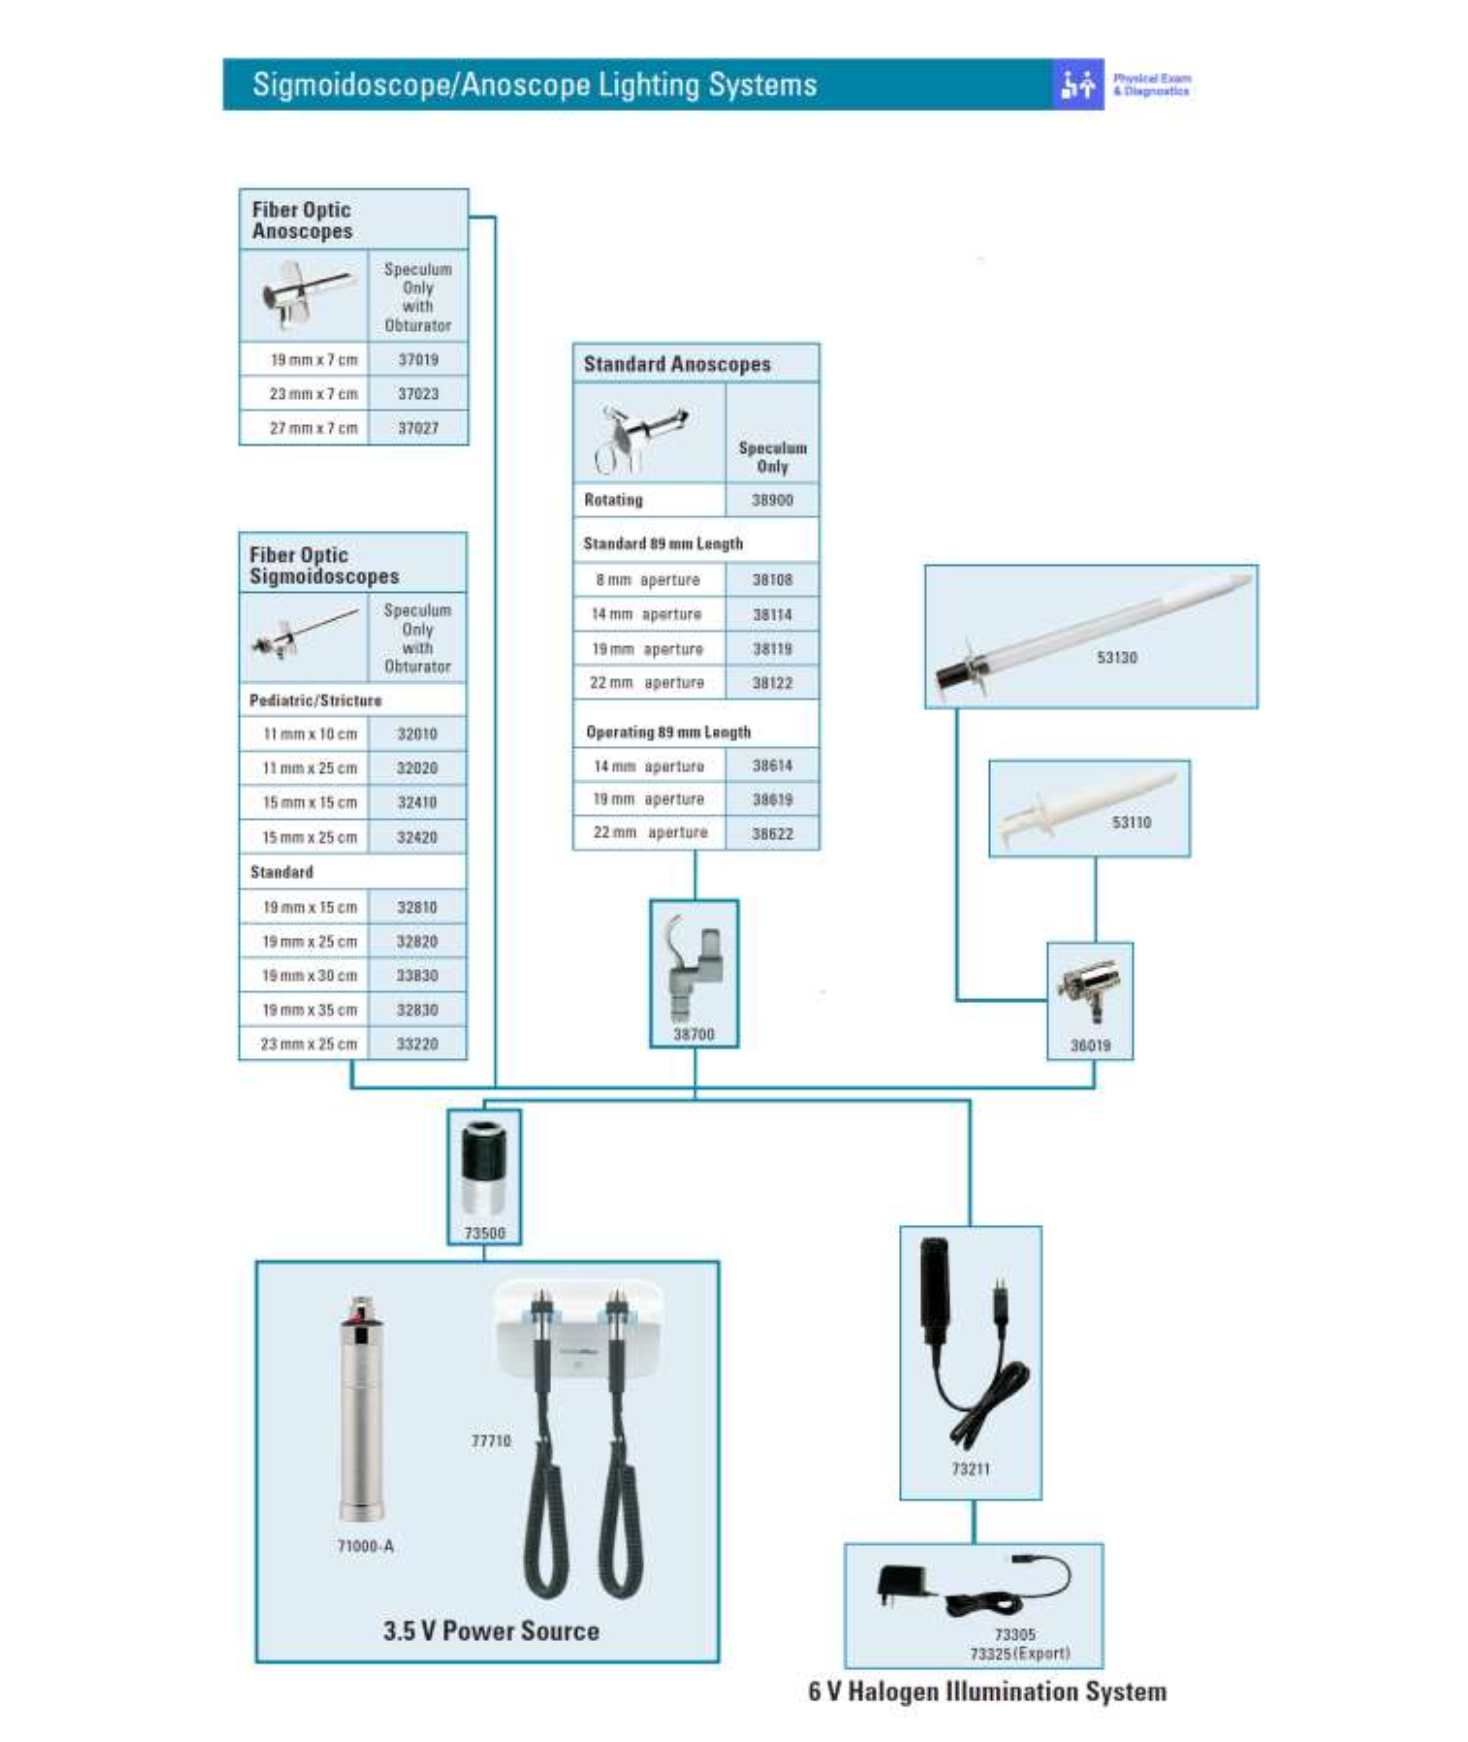 Sigmoidoscope/Anoscope Lighting Systems
Physical Exam
& Diagnostics
Fiber Optic
Anoscopes
Speculum
Only
with
Obturator
19 mm x 7 cm 37019
23 mm x 7 cm 37023
27 mm x 7 cm 37027
Fiber Optic
Sigmoidoscopes
Speculum
Only
with
Obturator
Pediatric/Stricture
11 mm x 10 cm 32010
11 mm x 25 cm 32020
15 mm x 15 cm 32410
15 mm x 25 cm 32420
Standard
19 mm x 15 cm 32810
19 mm x 25 cm 32820
19 mm x 30 cm 33830
19 mm x 35 cm 32830
23 mm x 25 cm 33220
Standard Anoscopes
Speculum
Only
Rotating 38900
Standard 89 mm Length
8 mm aperture 38108
14 mm aperture 38114
19 mm aperture 38119
22 mm aperture 38122
Operating 89 mm Length
14 mm aperture 38614
19 mm aperture 38619
22 mm aperture 38622
38700
53130
53110
36019
73500
71000-A
77710
3.5 V Power Source
73211
73305
73325(Export)
6 V Halogen Illumination System